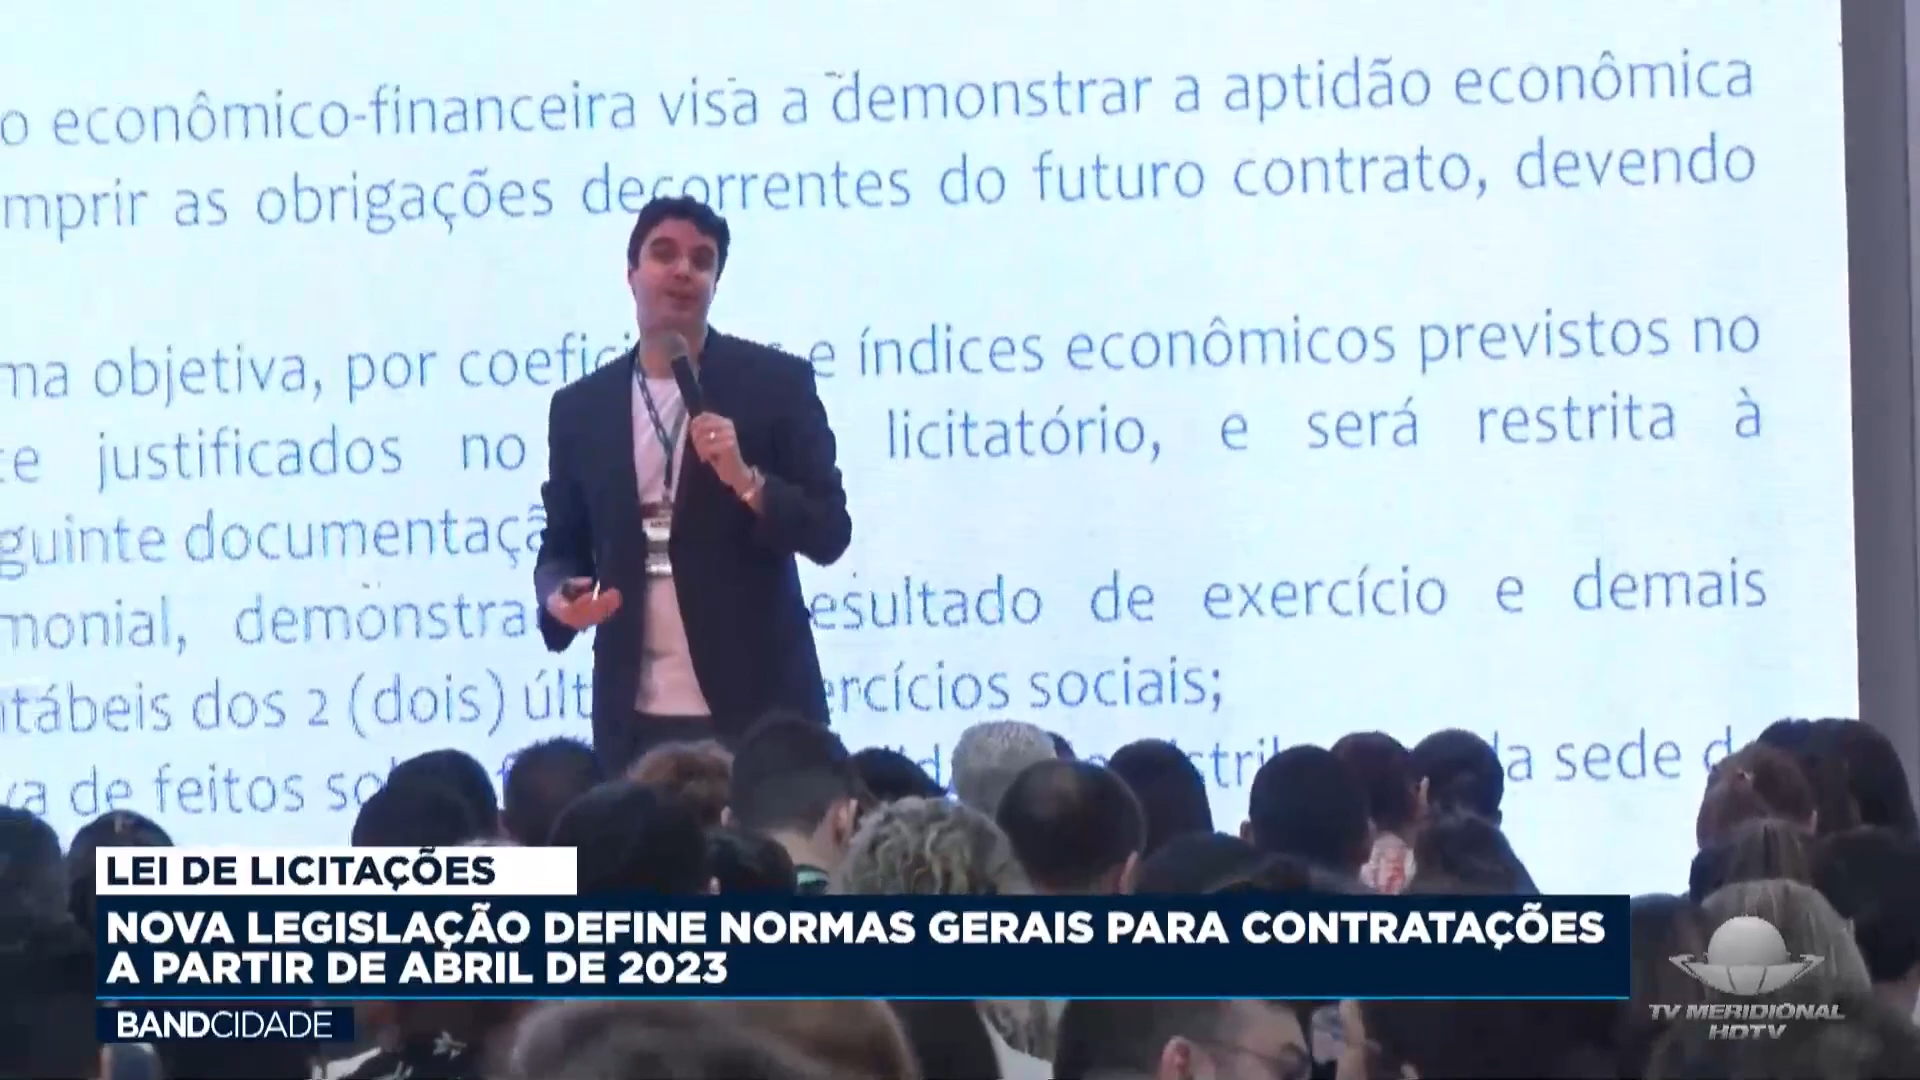 o econômico-financeira visa a demonstrar a aptidão econômica
mprir as obrigações decorrentes do futuro contrato, devendo
ma objetiva, por coefici e índices econômicos previstos no
te justificados no licitatório, e será restrita à
guinte documentaçã
monial, demonstra esultado de exercício e demais
ntábeis dos 2 (dois) últ ercícios sociais;
va de feitos so distrib da sede d
LEI DE LICITAÇÕES
NOVA LEGISLAÇÃO DEFINE NORMAS GERAIS PARA CONTRATAÇÕES
A PARTIR DE ABRIL DE 2023
BANDCIDADE
TV MERIDIONAL
HDTV